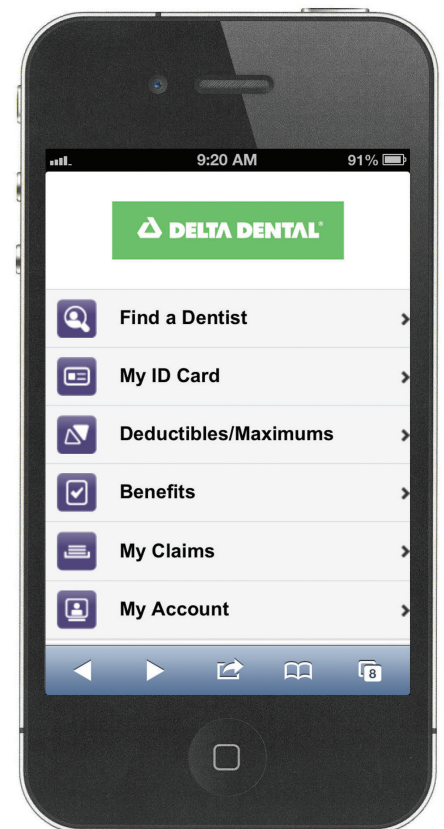 9:20 AM
91%
DELTA DENTAL®
Find a Dentist
My ID Card
Deductibles/Maximums
Benefits
My Claims
My Account
8